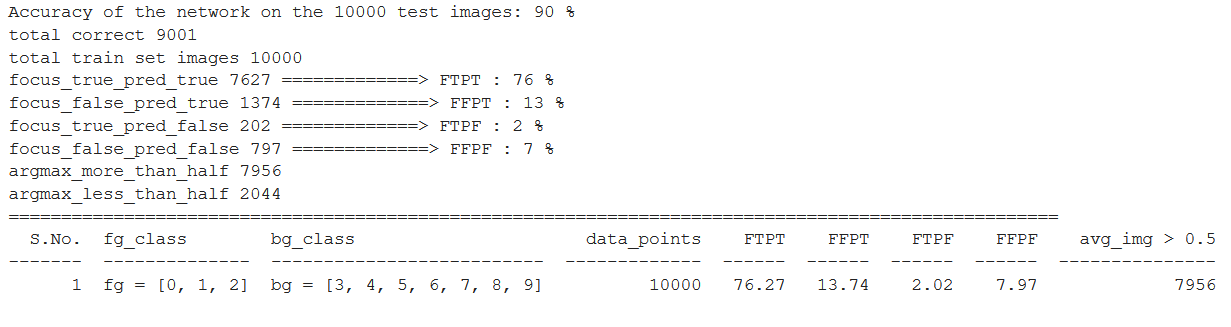 Accuracy of the network on the 10000 test images: 90 %
total correct 9001
total train set images 10000
focus_true_pred_true 7627 =============> FTPT : 76 %
focus_false_pred_true 1374 =============> FFPT : 13 %
focus_true_pred_false 202 =============> FTPF : 2 %
focus_false_pred_false 797 =============> FFPF : 7 %
argmax_more_than_half 7956
argmax_less_than_half 2044
====================================================================================================
S.No. fg_class bg_class data_points FTPT FFPT FTPF FFPF avg_img > 0.5
------- -------------- -------------------------- ------------- ------ ------ ------ ------ ---------------
1 fg = [0, 1, 2] bg = [3, 4, 5, 6, 7, 8, 9] 10000 76.27 13.74 2.02 7.97 7956